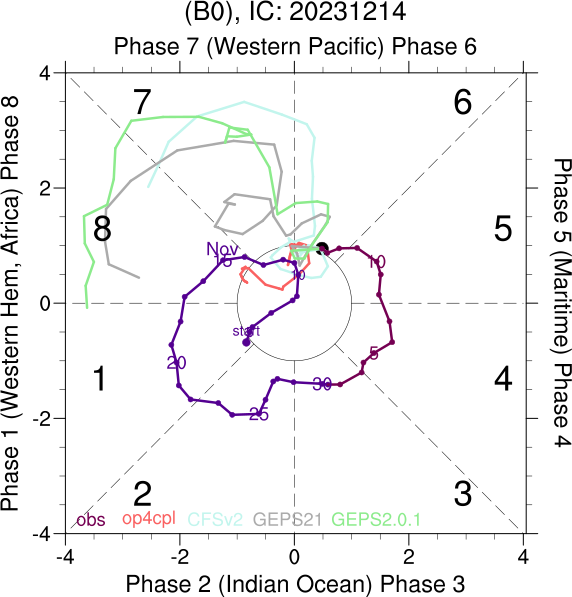 (B0), IC: 20231214
Phase 7 (Western Pacific) Phase 6
Phase 1 (Western Hem, Africa) Phase 8
Phase 5 (Maritime) Phase 4
4
2
0
-2
-4
7
6
8
5
1
4
2
3
Nov
15
10
10
start
5
20
25
30
obs
op4cpl
CFSv2
GEPS21
GEPS2.0.1
-4
-2
0
2
4
Phase 2 (Indian Ocean) Phase 3